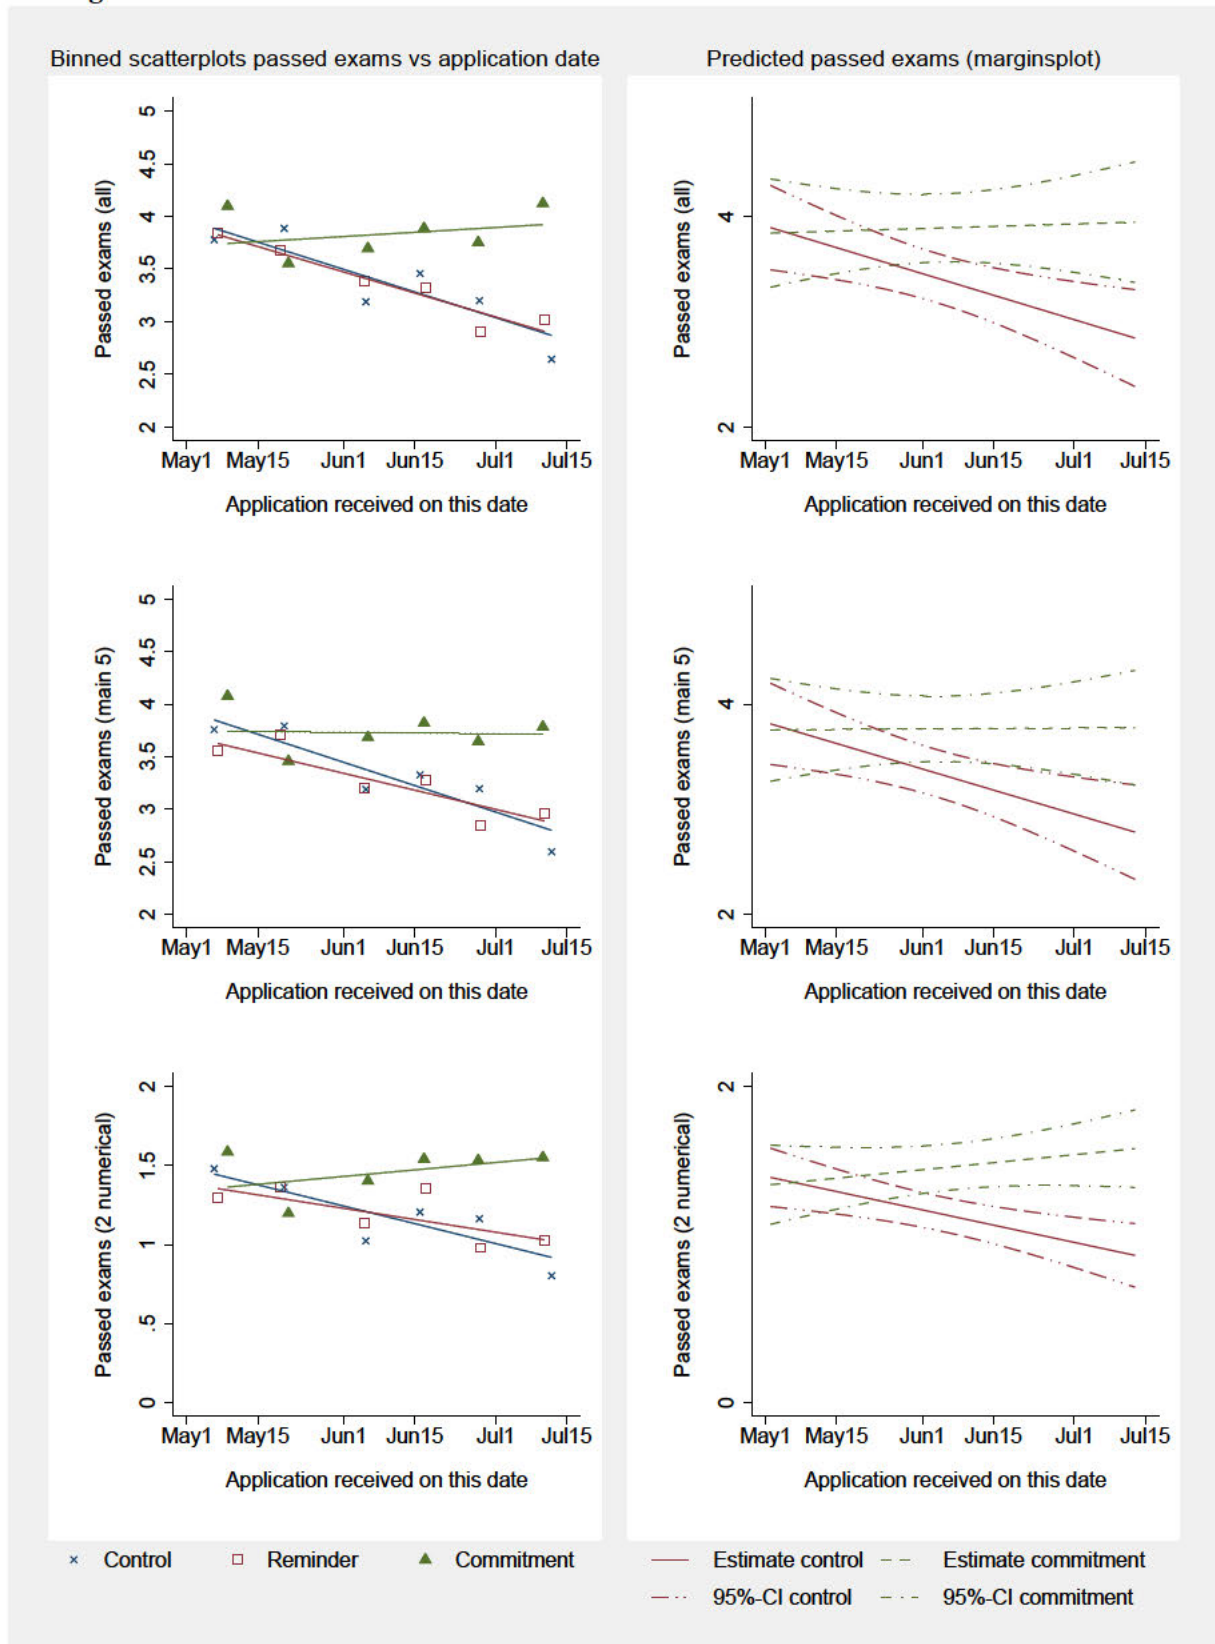 Binned scatterplots passed exams vs application date
Passed exams (all)
5
4.5
4
3.5
3
2.5
2
May1 May15 Jun1 Jun15 Jul1 Jul15
Application received on this date
Passed exams (main 5)
5
4.5
4
3.5
3
2.5
2
May1 May15 Jun1 Jun15 Jul1 Jul15
Application received on this date
Passed exams (2 numerical)
2
1.5
1
.5
0
May1 May15 Jun1 Jun15 Jul1 Jul15
Application received on this date
Control Reminder Commitment
Predicted passed exams (marginsplot)
Passed exams (all)
4
2
May1 May15 Jun1 Jun15 Jul1 Jul15
Application received on this date
Passed exams (main 5)
4
2
May1 May15 Jun1 Jun15 Jul1 Jul15
Application received on this date
Passed exams (2 numerical)
2
0
May1 May15 Jun1 Jun15 Jul1 Jul15
Application received on this date
Estimate control Estimate commitment
95%-CI control 95%-CI commitment